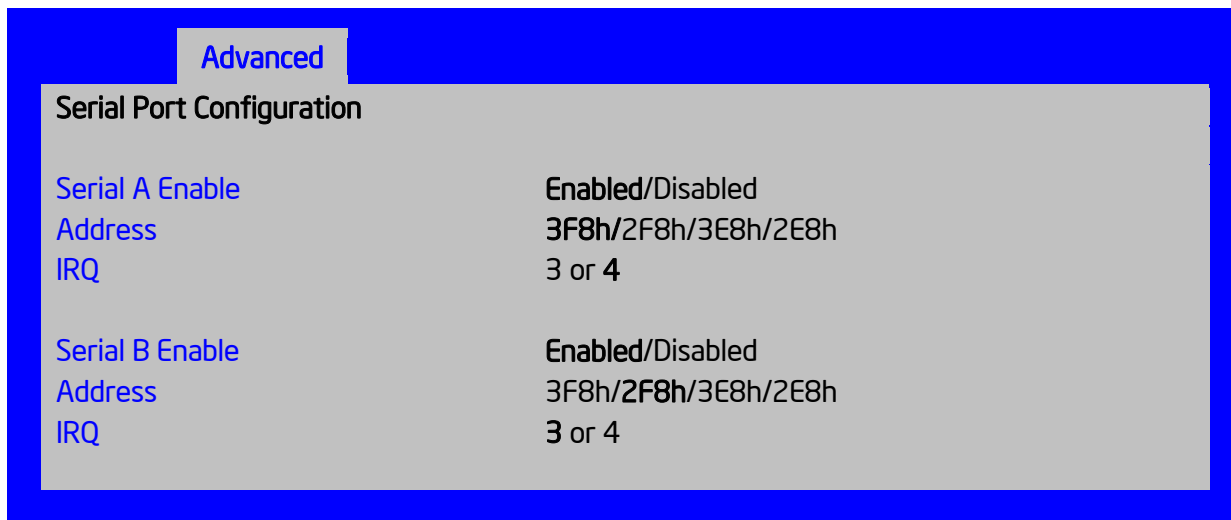 Advanced
Serial Port Configuration
Serial A Enable Enabled/Disabled
Address 3F8h/2F8h/3E8h/2E8h
IRQ 3 or 4
Serial B Enable Enabled/Disabled
Address 3F8h/2F8h/3E8h/2E8h
IRQ 3 or 4